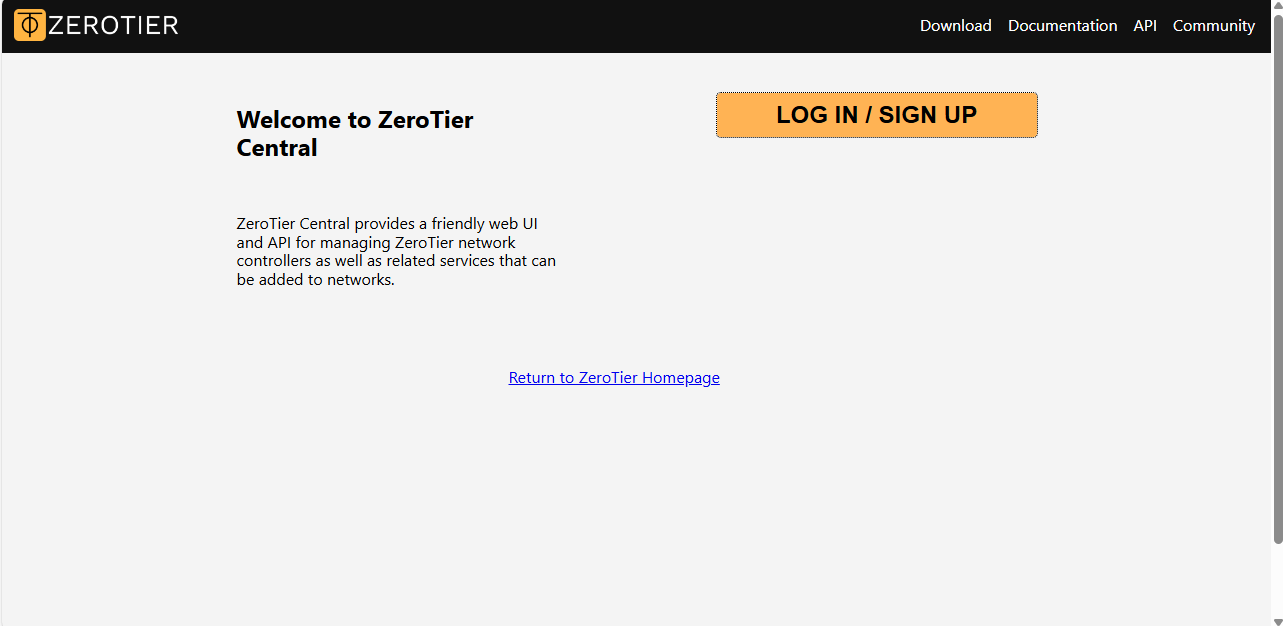 ZEROTIER
Download Documentation API Community
Welcome to ZeroTier
Central
LOG IN / SIGN UP
ZeroTier Central provides a friendly web UI
and API for managing ZeroTier network
controllers as well as related services that can
be added to networks.
Return to ZeroTier Homepage